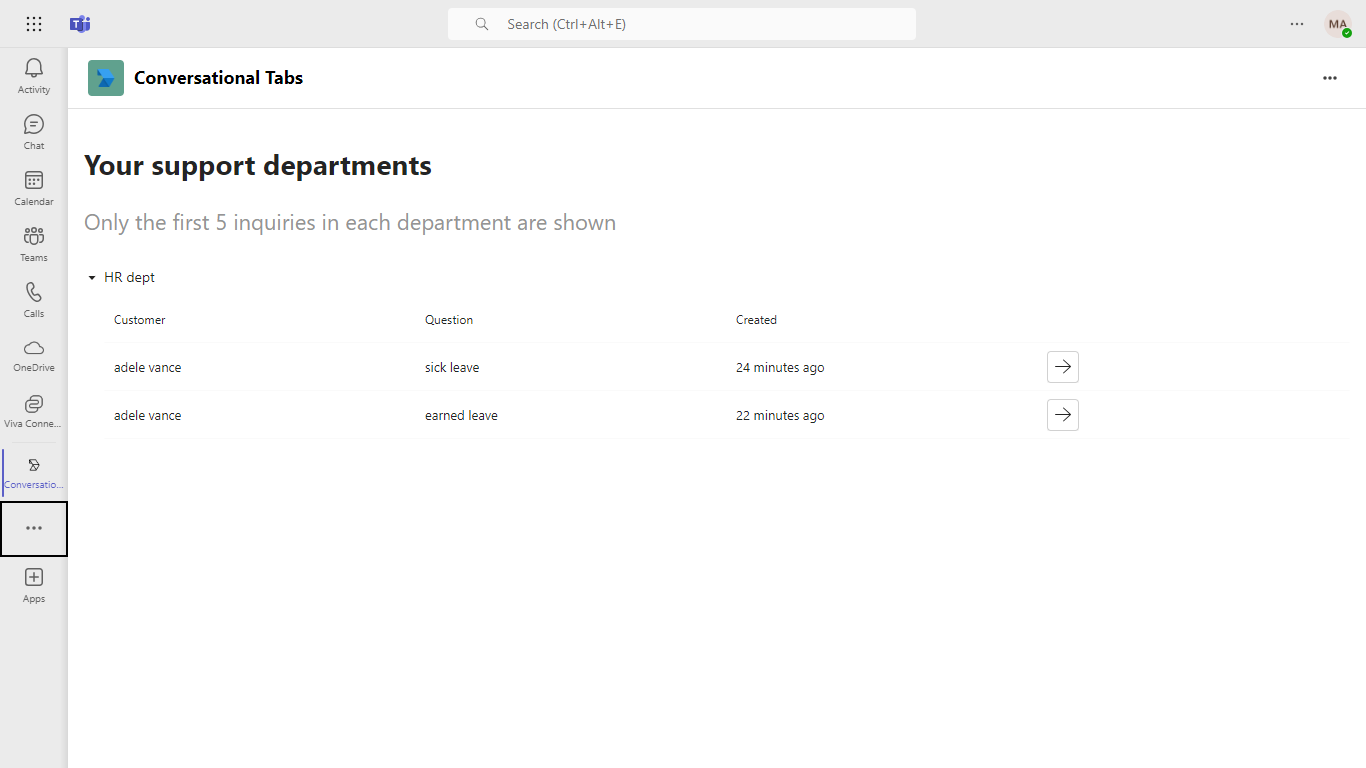 Search (Ctrl+Alt+E)
MA
Activity
Chat
Calendar
Teams
Calls
OneDrive
Viva Conne...
Conversatio...
Apps
Conversational Tabs
Your support departments
Only the first 5 inquiries in each department are shown
HR dept
Customer Question Created
adele vance sick leave 24 minutes ago
adele vance earned leave 22 minutes ago